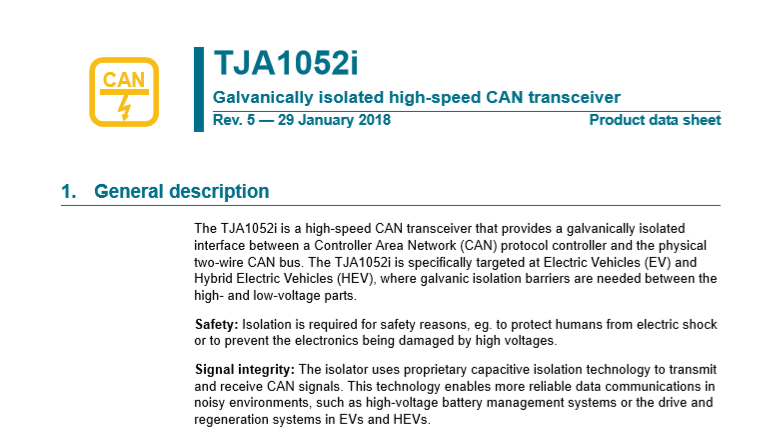 CAN
TJA1052i
Galvanically isolated high-speed CAN transceiver
Rev. 5 — 29 January 2018 Product data sheet
1. General description
The TJA1052i is a high-speed CAN transceiver that provides a galvanically isolated
interface between a Controller Area Network (CAN) protocol controller and the physical
two-wire CAN bus. The TJA1052i is specifically targeted at Electric Vehicles (EV) and
Hybrid Electric Vehicles (HEV), where galvanic isolation barriers are needed between the
high- and low-voltage parts.
Safety: Isolation is required for safety reasons, eg. to protect humans from electric shock
or to prevent the electronics being damaged by high voltages.
Signal integrity: The isolator uses proprietary capacitive isolation technology to transmit
and receive CAN signals. This technology enables more reliable data communications in
noisy environments, such as high-voltage battery management systems or the drive and
regeneration systems in EVs and HEVs.